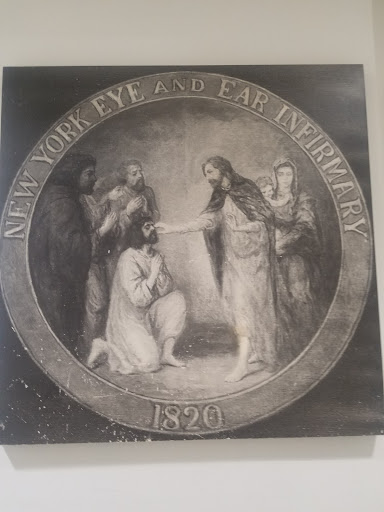 NEW YORK EYE AND EAR INFIRMARY
1820